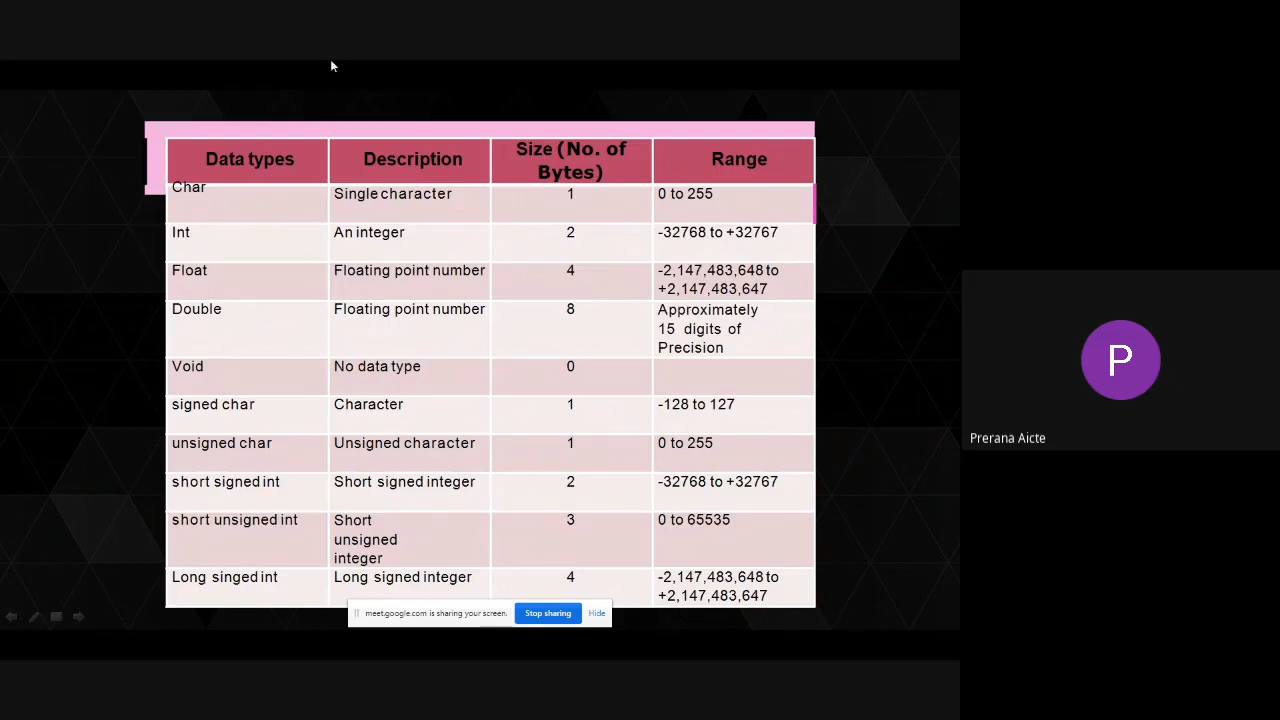 Data types
Description
Size (No. of
Bytes)
Range
Char
Single character
1
0 to 255
Int
An integer
2
-32768 to +32767
Float
Floating point number
4
-2,147,483,648 to
+2,147,483,647
Double
Floating point number
8
Approximately
15 digits of
Precision
Void
No data type
0
signed char
Character
1
-128 to 127
unsigned char
Unsigned character
1
0 to 255
short signed int
Short signed integer
2
-32768 to +32767
short unsigned int
Short
unsigned
integer
3
0 to 65535
Long singed int
Long signed integer
4
-2,147,483,648 to
+2,147,483,647
meet.google.com is sharing your screen.
Stop sharing
Hide
P
Prerana Aicte